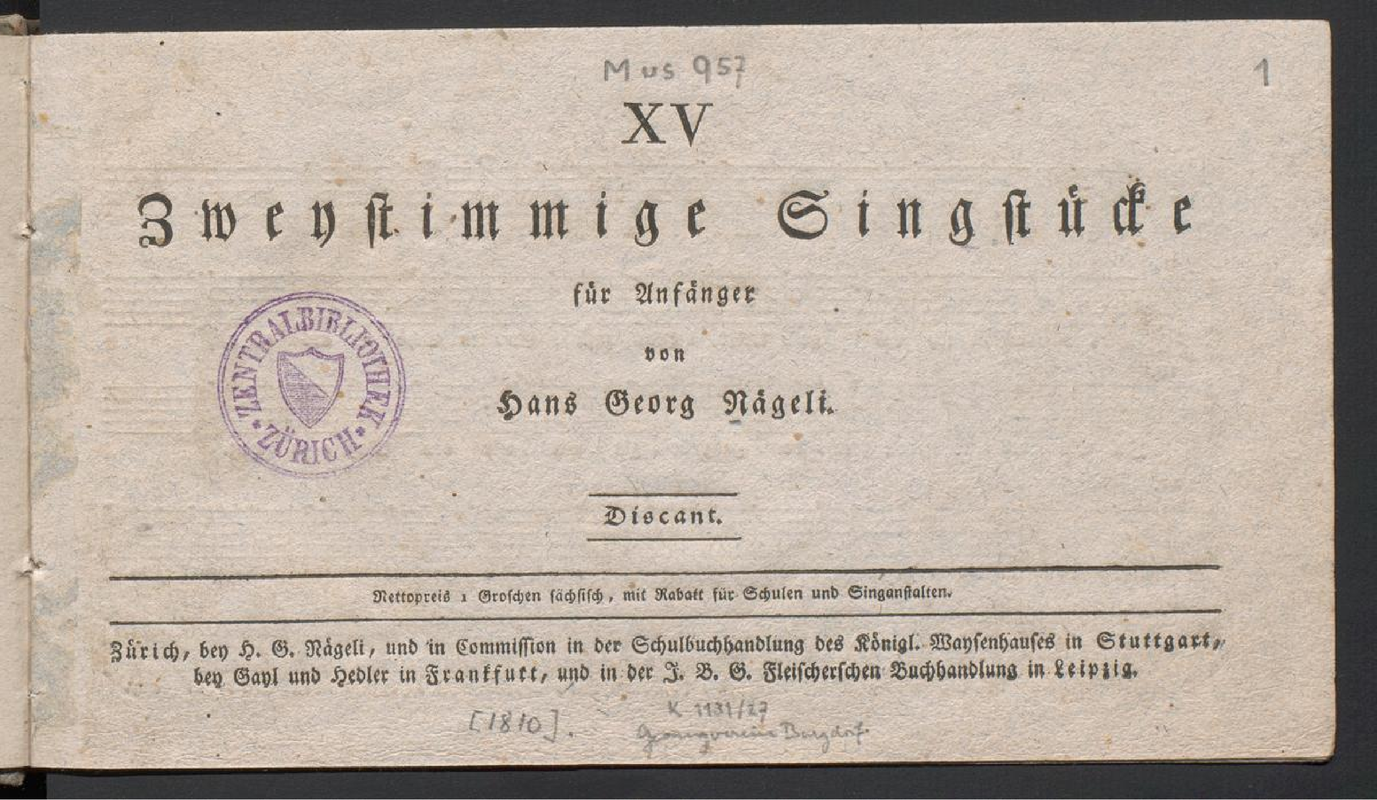 Mus 957
1
XV
Zweystimmige Singstücke
für Anfänger
von
Hans Georg Nägeli.
ZENTRALBIBLIOTHEK
ZÜRICH
Discant.
Nettopreis 1 Groschen sächsisch, mit Rabatt für Schulen und Singanstalten.
Zürich, bey H. G. Nägeli, und in Commission in der Schulbuchhandlung des Königl. Waysenhauses in Stuttgart,
bey Gayl und Hedler in Frankfurt, und in der J. B. G. Fleischerschen Buchhandlung in Leipzig.
[1810].
K 1131/27
Gesangverein Burgdorf